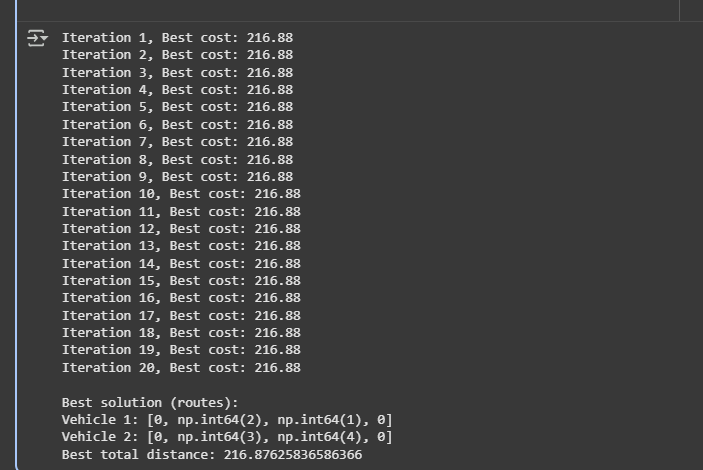 Iteration 1, Best cost: 216.88
Iteration 2, Best cost: 216.88
Iteration 3, Best cost: 216.88
Iteration 4, Best cost: 216.88
Iteration 5, Best cost: 216.88
Iteration 6, Best cost: 216.88
Iteration 7, Best cost: 216.88
Iteration 8, Best cost: 216.88
Iteration 9, Best cost: 216.88
Iteration 10, Best cost: 216.88
Iteration 11, Best cost: 216.88
Iteration 12, Best cost: 216.88
Iteration 13, Best cost: 216.88
Iteration 14, Best cost: 216.88
Iteration 15, Best cost: 216.88
Iteration 16, Best cost: 216.88
Iteration 17, Best cost: 216.88
Iteration 18, Best cost: 216.88
Iteration 19, Best cost: 216.88
Iteration 20, Best cost: 216.88
Best solution (routes):
Vehicle 1: [0, np.int64(2), np.int64(1), 0]
Vehicle 2: [0, np.int64(3), np.int64(4), 0]
Best total distance: 216.87625836586366